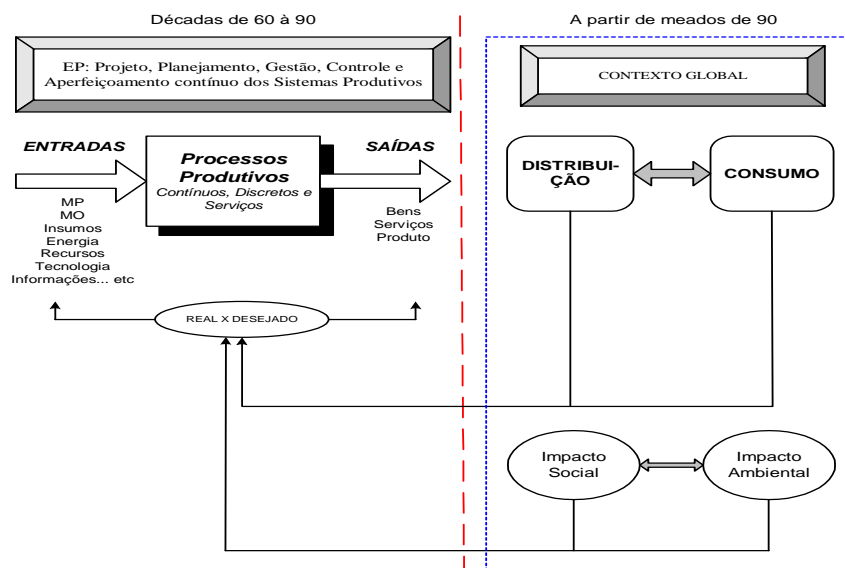 Décadas de 60 à 90
EP: Projeto, Planejamento, Gestão, Controle e
Aperfeiçoamento contínuo dos Sistemas Produtivos
ENTRADAS
MP
MO
Insumos
Energia
Recursos
Tecnologia
Informações... etc
Processos
Produtivos
Contínuos, Discretos e
Serviços
SAÍDAS
Bens
Serviços
Produto
REAL X DESEJADO
A partir de meados de 90
CONTEXTO GLOBAL
DISTRIBUI-
ÇÃO
CONSUMO
Impacto
Social
Impacto
Ambiental